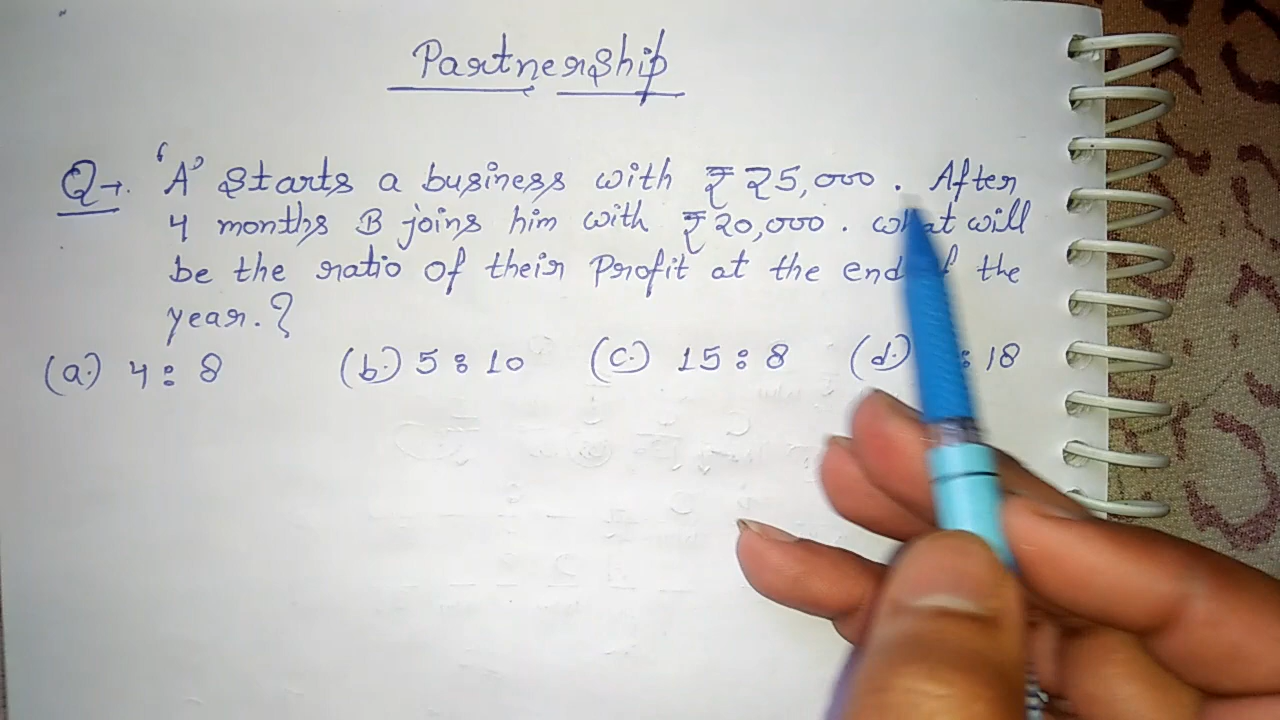 Partnership
Q→. 'A' Starts a business with ₹25,000. After
4 months B joins him with ₹20,000. what will
be the ratio of their Profit at the end the
year.?
(a.) 4:8 (b.) 5:10 (c.) 15:8 (d.) :18